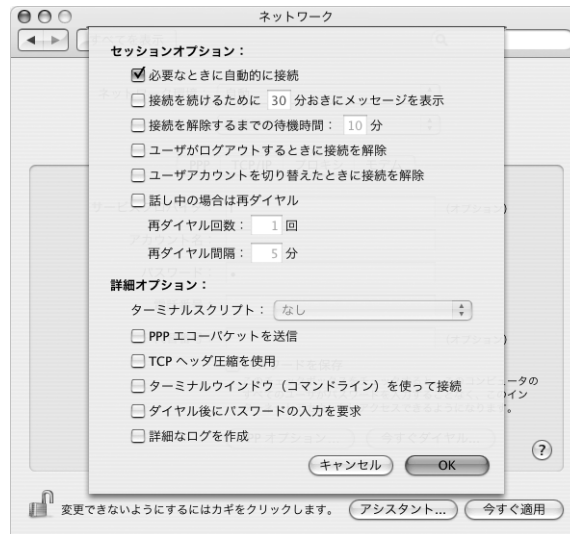 ネットワーク
セッションオプション：
必要なときに自動的に接続
接続を続けるために 30 分おきにメッセージを表示
接続を解除するまでの待機時間： 10 分
ユーザがログアウトするときに接続を解除
ユーザアカウントを切り替えたときに接続を解除
話し中の場合は再ダイヤル
再ダイヤル回数： 1 回
再ダイヤル間隔： 5 分
詳細オプション：
ターミナルスクリプト： なし
PPP エコーパケットを送信
TCP ヘッダ圧縮を使用
ターミナルウインドウ（コマンドライン）を使って接続
ダイヤル後にパスワードの入力を要求
詳細なログを作成
キャンセル OK
?
変更できないようにするにはカギをクリックします。 アシスタント... 今すぐ適用